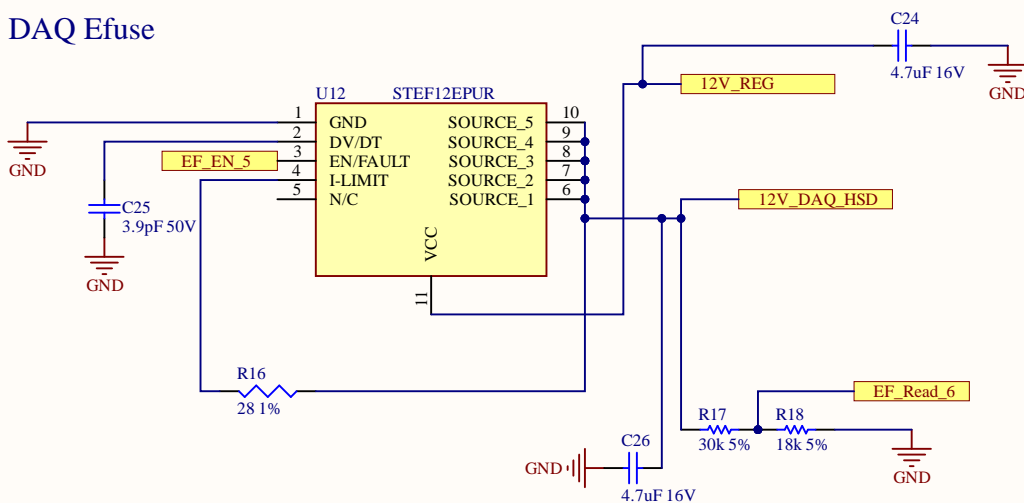 DAQ Efuse
C24
4.7uF 16V
GND
12V_REG
U12 STEF12EPUR
1 GND SOURCE_5 10
2 DV/DT SOURCE_4 9
3 EN/FAULT SOURCE_3 8
4 I-LIMIT SOURCE_2 7
5 N/C SOURCE_1 6
VCC
11
GND
EF_EN_5
C25
3.9pF 50V
GND
12V_DAQ_HSD
R16
28 1%
EF_Read_6
R17 R18
30k 5% 18k 5%
C26
GND
4.7uF 16V
GND